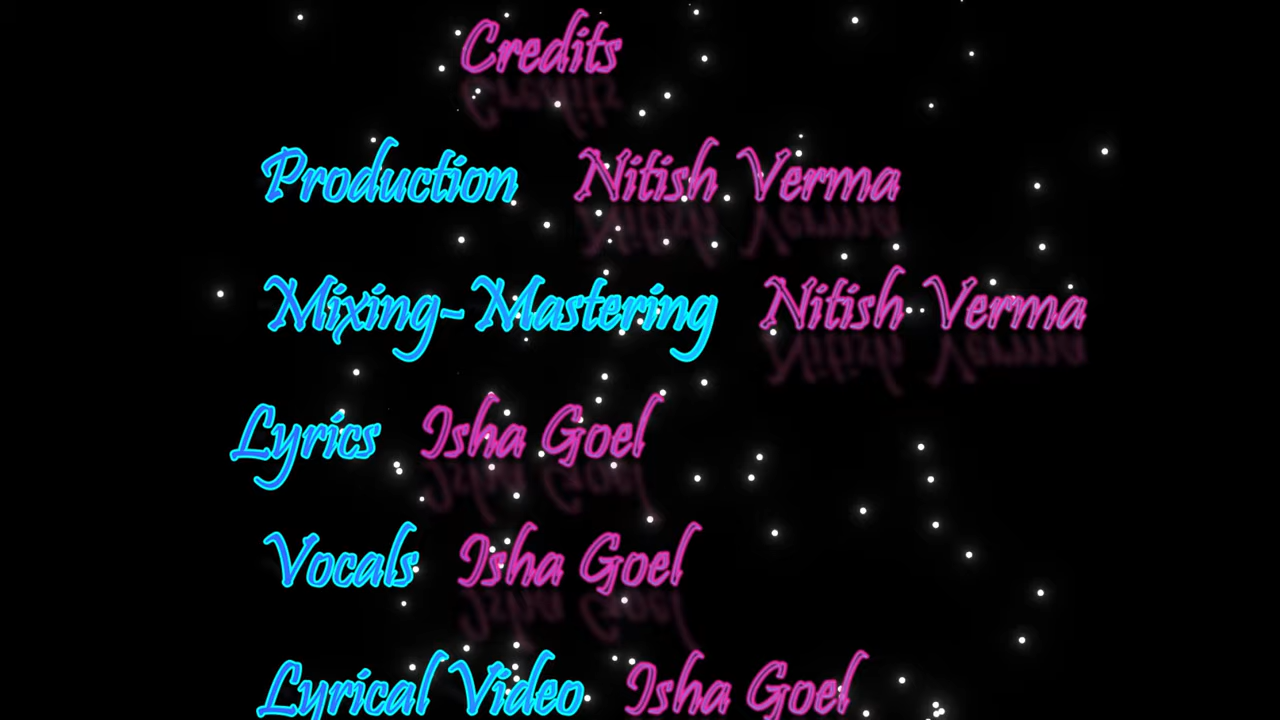 Credits
Production Nitish Verma
Mixing-Mastering Nitish Verma
Lyrics Isha Goel
Vocals Isha Goel
Lyrical Video Isha Goel